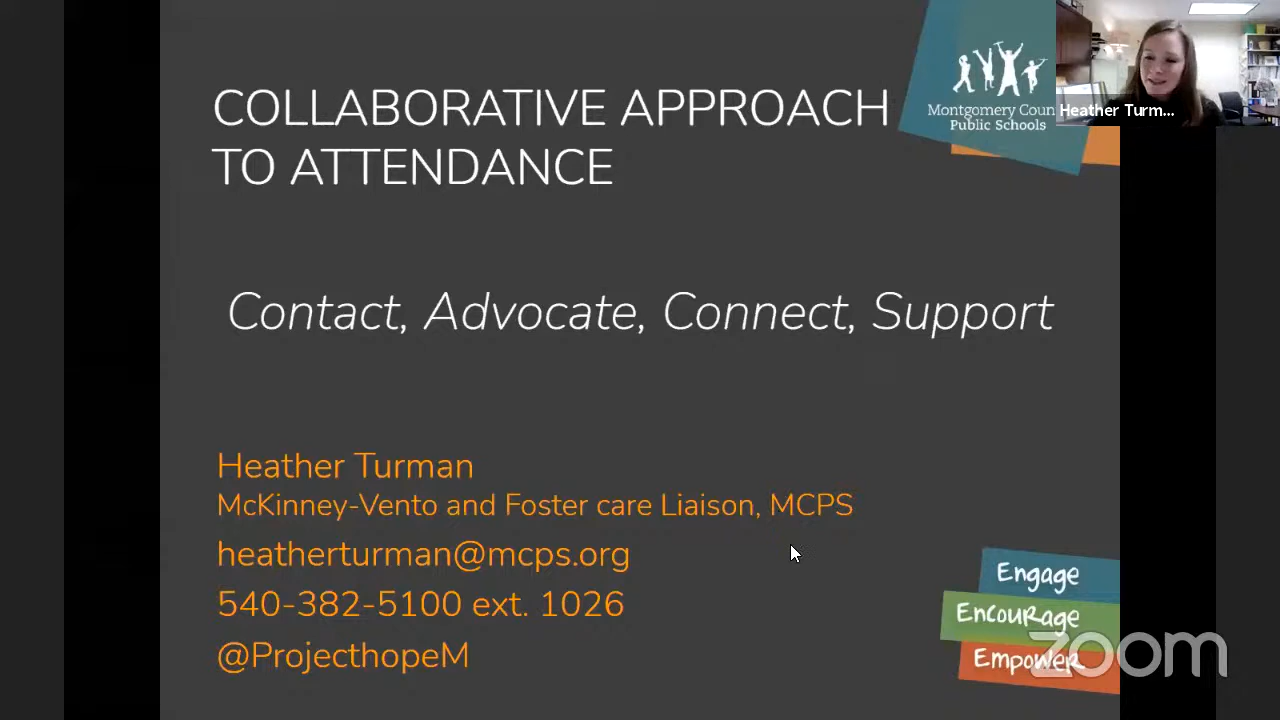 COLLABORATIVE APPROACH
TO ATTENDANCE
Montgomery Coun
Public Schools
Heather Turm...
Contact, Advocate, Connect, Support
Heather Turman
McKinney-Vento and Foster care Liaison, MCPS
heatherturman@mcps.org
540-382-5100 ext. 1026
@ProjecthopeM
Engage
Encourage
Empower
zoom